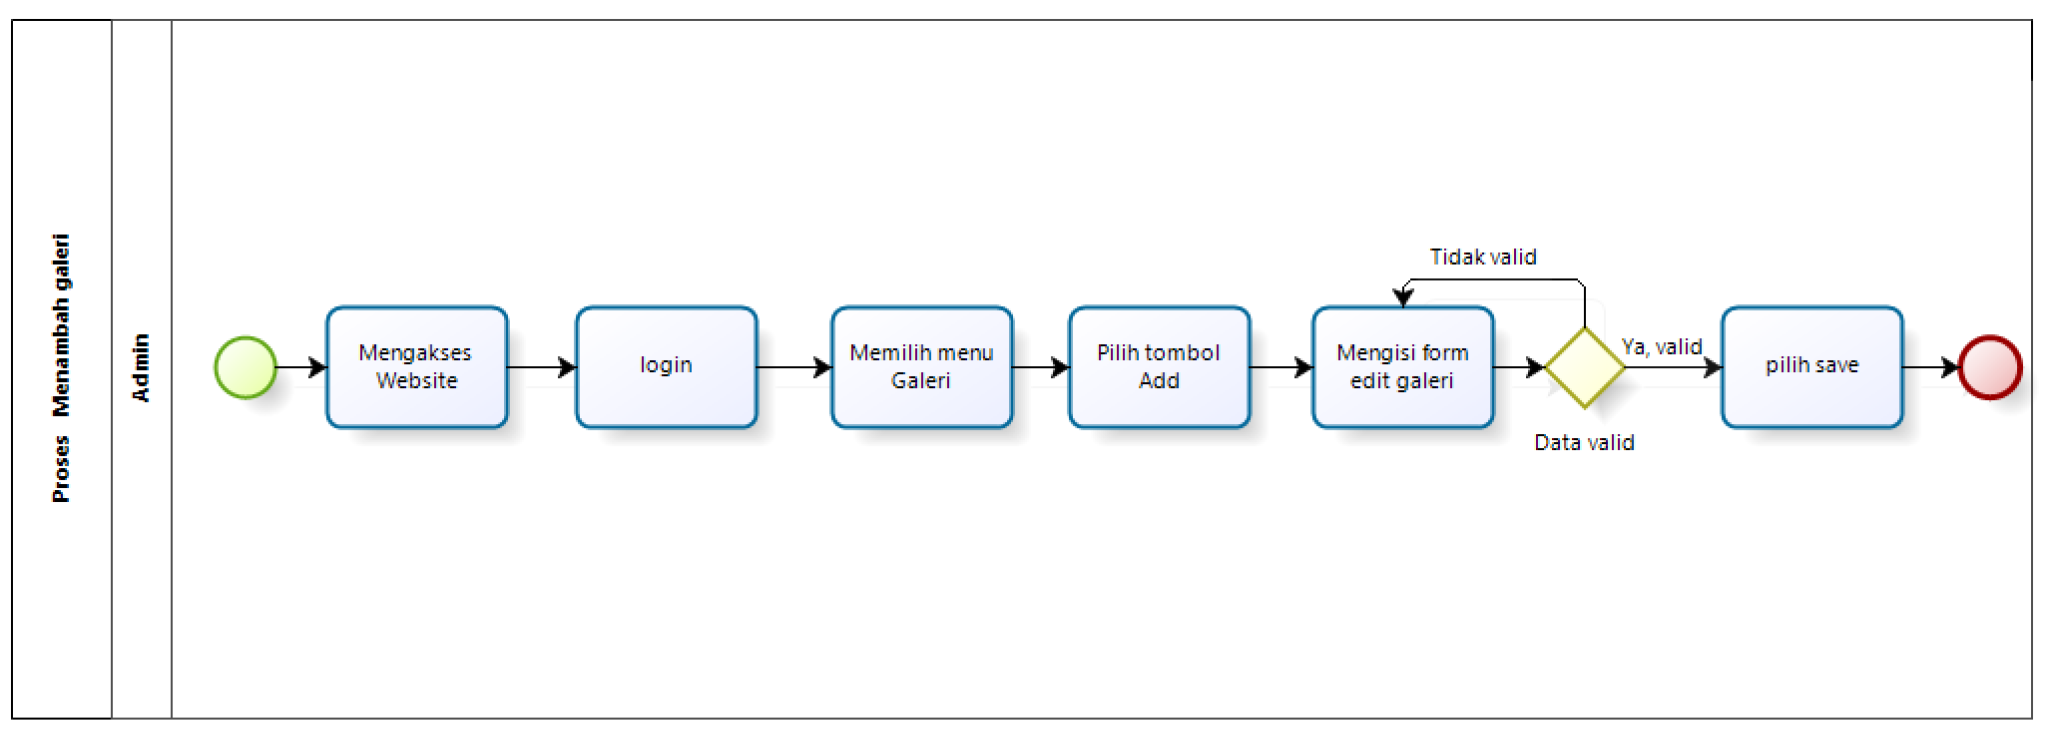 Proses Menambah galeri
Admin
Mengakses
Website
login
Memilih menu
Galeri
Pilih tombol
Add
Mengisi form
edit galeri
Tidak valid
Data valid
Ya, valid
pilih save